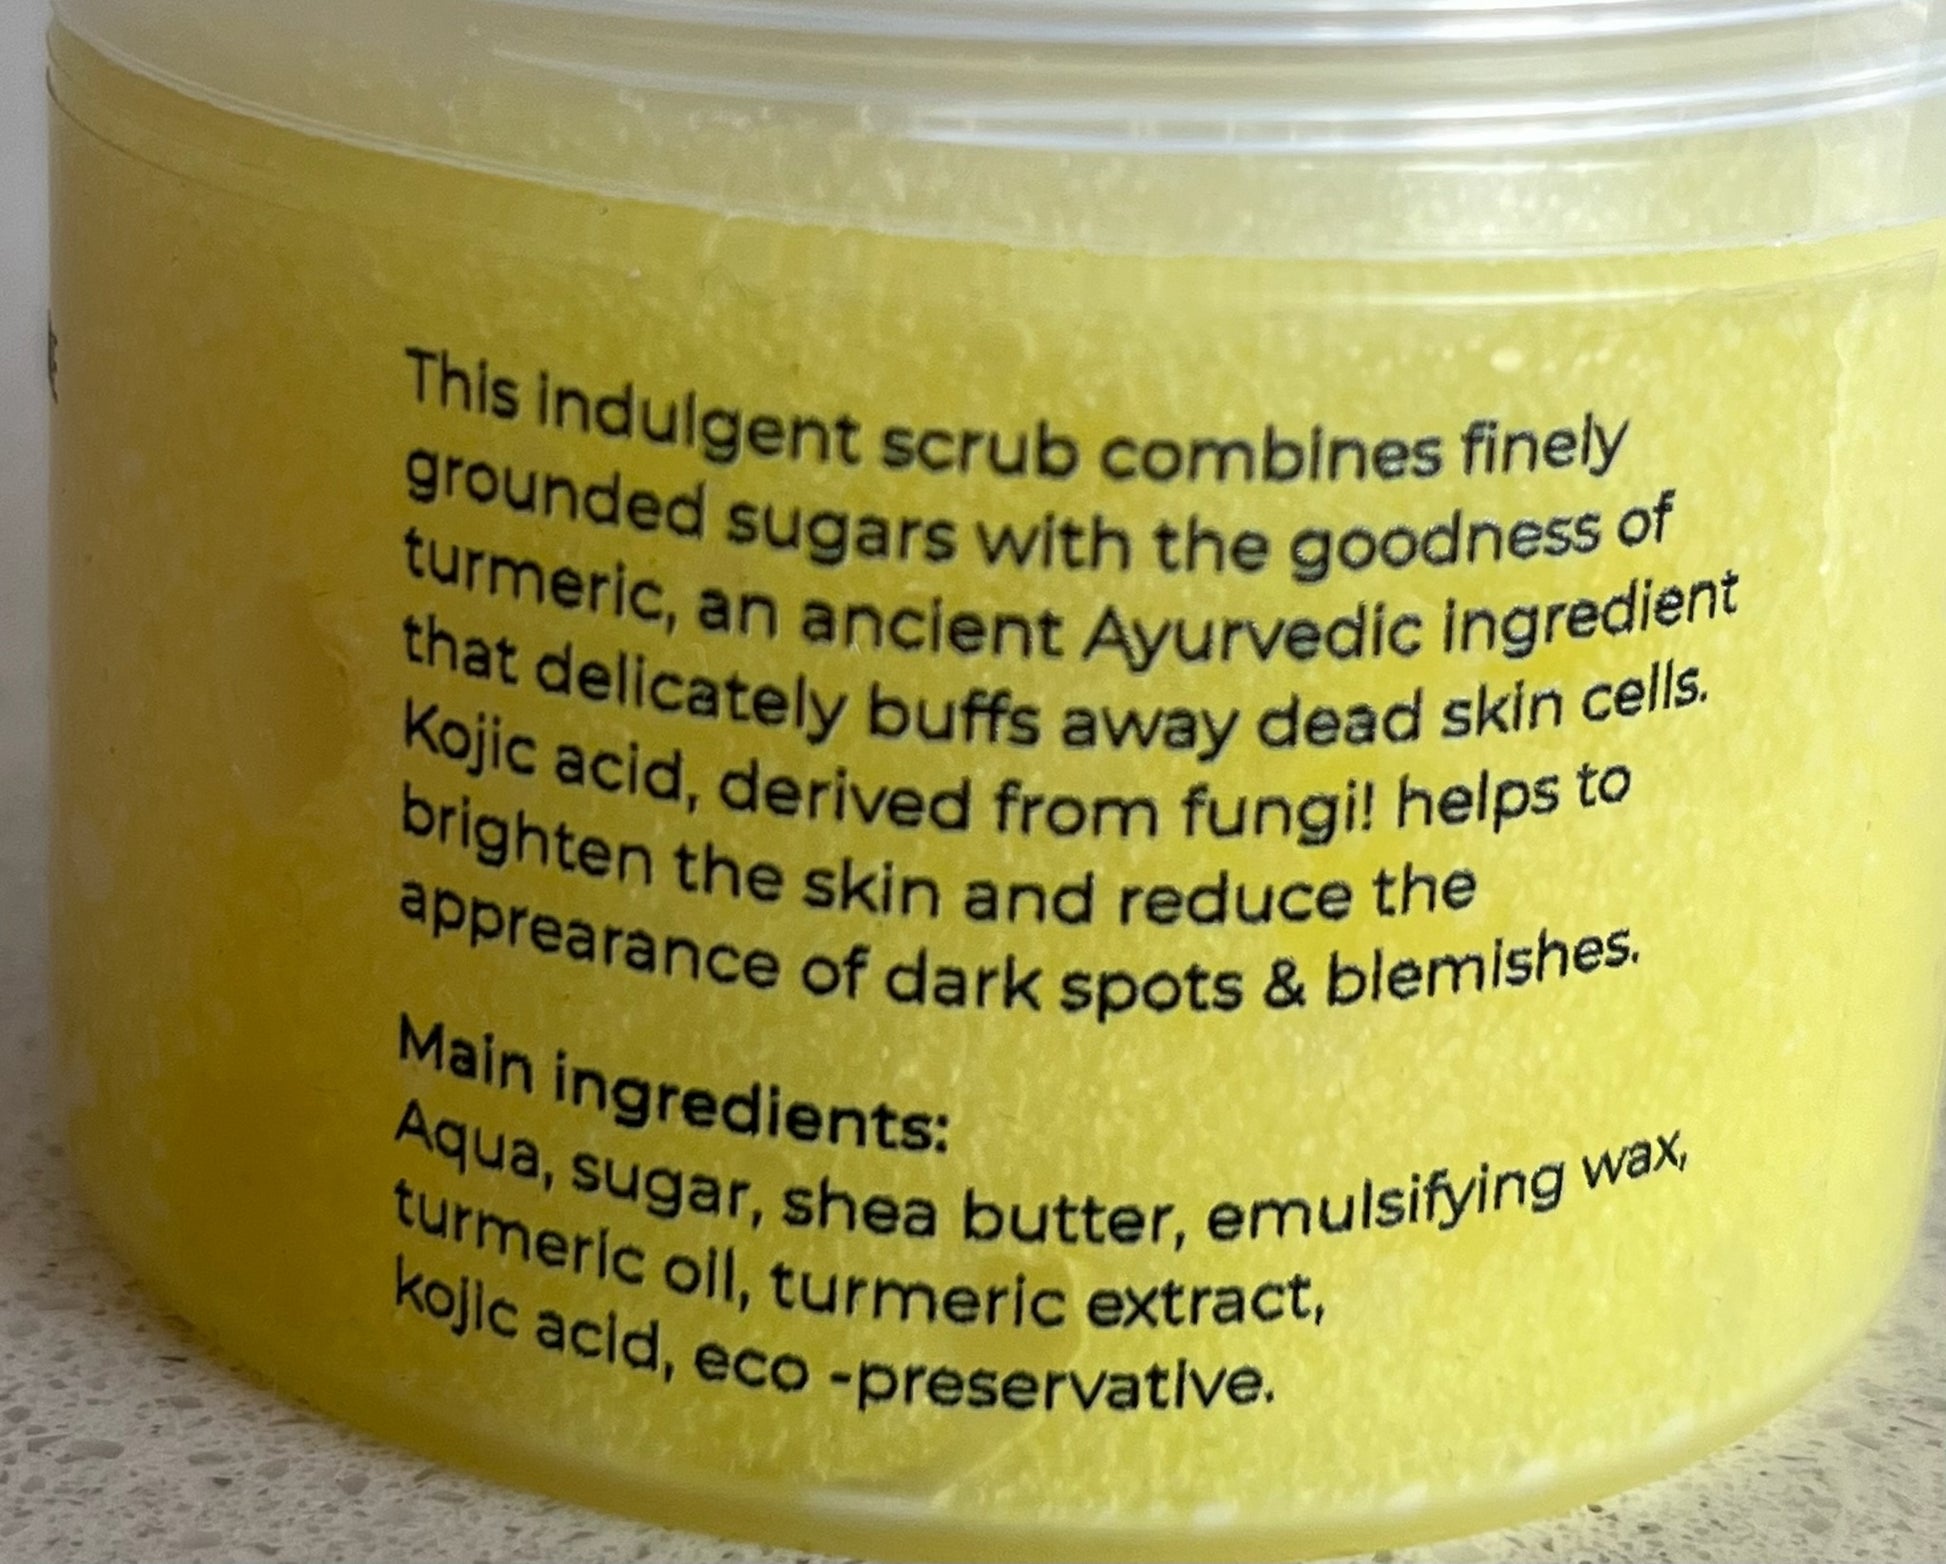 This indulgent scrub combines finely
grounded sugars with the goodness of
turmeric, an ancient Ayurvedic ingredient
that delicately buffs away dead skin cells.
Kojic acid, derived from fungi! helps to
brighten the skin and reduce the
apprearance of dark spots & blemishes.
Main ingredients:
Aqua, sugar, shea butter, emulsifying wax,
turmeric oil, turmeric extract,
kojic acid, eco -preservative.